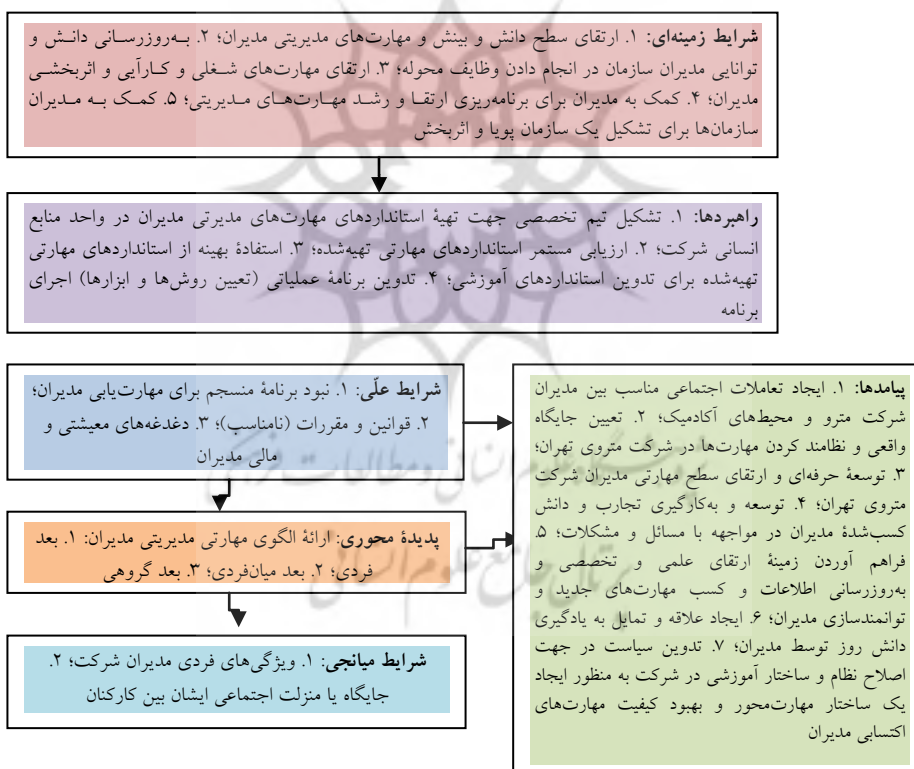 شرایط زمینه‌ای: ۱. ارتقای سطح دانش و بینش و مهارت‌های مدیریتی مدیران؛ ۲. به‌روزرسانی دانش و
توانایی مدیران سازمان در انجام دادن وظایف محوله؛ ۳. ارتقای مهارت‌های شغلی و کارآیی و اثربخشی
مدیران؛ ۴. کمک به مدیران برای برنامه‌ریزی ارتقا و رشد مهارت‌های مدیریتی؛ ۵. کمک به مدیران
سازمان‌ها برای تشکیل یک سازمان پویا و اثربخش
راهبردها: ۱. تشکیل تیم تخصصی جهت تهیهٔ استانداردهای مهارت‌های مدیرتی مدیران در واحد منابع
انسانی شرکت؛ ۲. ارزیابی مستمر استانداردهای مهارتی تهیه‌شده؛ ۳. استفادهٔ بهینه از استانداردهای مهارتی
تهیه‌شده برای تدوین استانداردهای آموزشی؛ ۴. تدوین برنامهٔ عملیاتی (تعیین روش‌ها و ابزارها) اجرای
برنامه
شرایط علّی: ۱. نبود برنامهٔ منسجم برای مهارت‌یابی مدیران؛
۲. قوانین و مقررات (نامناسب)؛ ۳. دغدغه‌های معیشتی و
مالی مدیران
پدیدهٔ محوری: ارائهٔ الگوی مهارتی مدیریتی مدیران: ۱. بعد
فردی؛ ۲. بعد میان‌فردی؛ ۳. بعد گروهی
شرایط میانجی: ۱. ویژگی‌های فردی مدیران شرکت؛ ۲.
جایگاه یا منزلت اجتماعی ایشان بین کارکنان
پیامدها: ۱. ایجاد تعاملات اجتماعی مناسب بین مدیران
شرکت مترو و محیط‌های آکادمیک؛ ۲. تعیین جایگاه
واقعی و نظامند کردن مهارت‌ها در شرکت متروی تهران؛
۳. توسعهٔ حرفه‌ای و ارتقای سطح مهارتی مدیران شرکت
متروی تهران؛ ۴. توسعه و به‌کارگیری تجارب و دانش
کسب‌شدهٔ مدیران در مواجهه با مسائل و مشکلات؛ ۵.
فراهم آوردن زمینهٔ ارتقای علمی و تخصصی و
به‌روزرسانی اطلاعات و کسب مهارت‌های جدید و
توانمندسازی مدیران؛ ۶. ایجاد علاقه و تمایل به یادگیری
دانش روز توسط مدیران؛ ۷. تدوین سیاست در جهت
اصلاح نظام و ساختار آموزشی در شرکت به منظور ایجاد
یک ساختار مهارت‌محور و بهبود کیفیت مهارت‌های
اکتسابی مدیران
پژوهشگاه علوم انسانی و مطالعات فرهنگی
پرتال جامع علوم انسانی